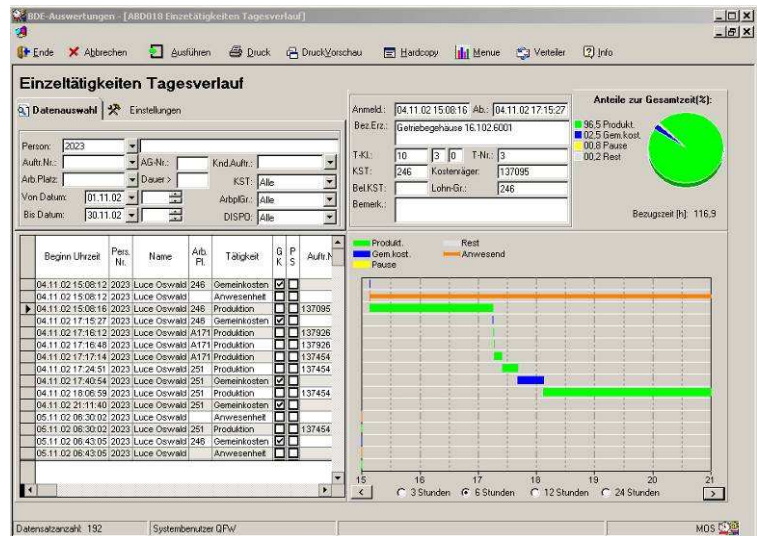 BDE-Auswertungen - [ABD018 Einzetätigkeiten Tagesverlauf]
Ende Abbrechen Ausführen Druck DruckVorschau Hardcopy Menue Verteiler Info
Einzeltätigkeiten Tagesverlauf
Datenauswahl Einstellungen
Person: 2023
Auftr.Nr.: AG-Nr.: Knd.Auftr.:
Arb.Platz: Dauer > KST: Alle
Von Datum: 01.11.02 ArbplGr.: Alle
Bis Datum: 30.11.02 DISPO: Alle
Anmeld.: 04.11.02 15:08:16 Ab.: 04.11.02 17:15:27
Bez.Erz.: Getriebegehäuse 16.102.6001
T-Kl.: 10 3 0 T-Nr.: 3
KST: 246 Kostenräger: 137095
Bel.KST: Lohn-Gr.: 246
Bemerk.:
Anteile zur Gesamtzeit(%):
96,5 Produkt.
02,5 Gem.kost.
00,8 Pause
00,2 Rest
Bezugszeit [h]: 116,9
Beginn Uhrzeit Pers. Nr. Name Arb. Pl. Tätigkeit G K P S Auftr.N
04.11.02 15:08:12 2023 Luce Oswald 246 Gemeinkosten
04.11.02 15:08:12 2023 Luce Oswald Anwesenheit
04.11.02 15:08:16 2023 Luce Oswald 246 Produktion 137095
04.11.02 17:15:27 2023 Luce Oswald 246 Gemeinkosten
04.11.02 17:16:12 2023 Luce Oswald A171 Produktion 137926
04.11.02 17:16:48 2023 Luce Oswald A171 Produktion 137926
04.11.02 17:17:14 2023 Luce Oswald A171 Produktion 137454
04.11.02 17:24:51 2023 Luce Oswald 251 Produktion 137454
04.11.02 17:40:54 2023 Luce Oswald 251 Gemeinkosten
04.11.02 18:06:59 2023 Luce Oswald 251 Produktion 137454
04.11.02 21:11:40 2023 Luce Oswald 251 Gemeinkosten
05.11.02 06:30:02 2023 Luce Oswald Anwesenheit
05.11.02 06:30:02 2023 Luce Oswald 251 Produktion 137454
05.11.02 06:43:05 2023 Luce Oswald 246 Gemeinkosten
05.11.02 06:43:05 2023 Luce Oswald Anwesenheit
Produkt. Rest
Gem.kost. Anwesend
Pause
15 16 17 18 19 20 21
< 3 Stunden 6 Stunden 12 Stunden 24 Stunden >
Datensatzanzahl: 192 Systembenutzer QFW MOS